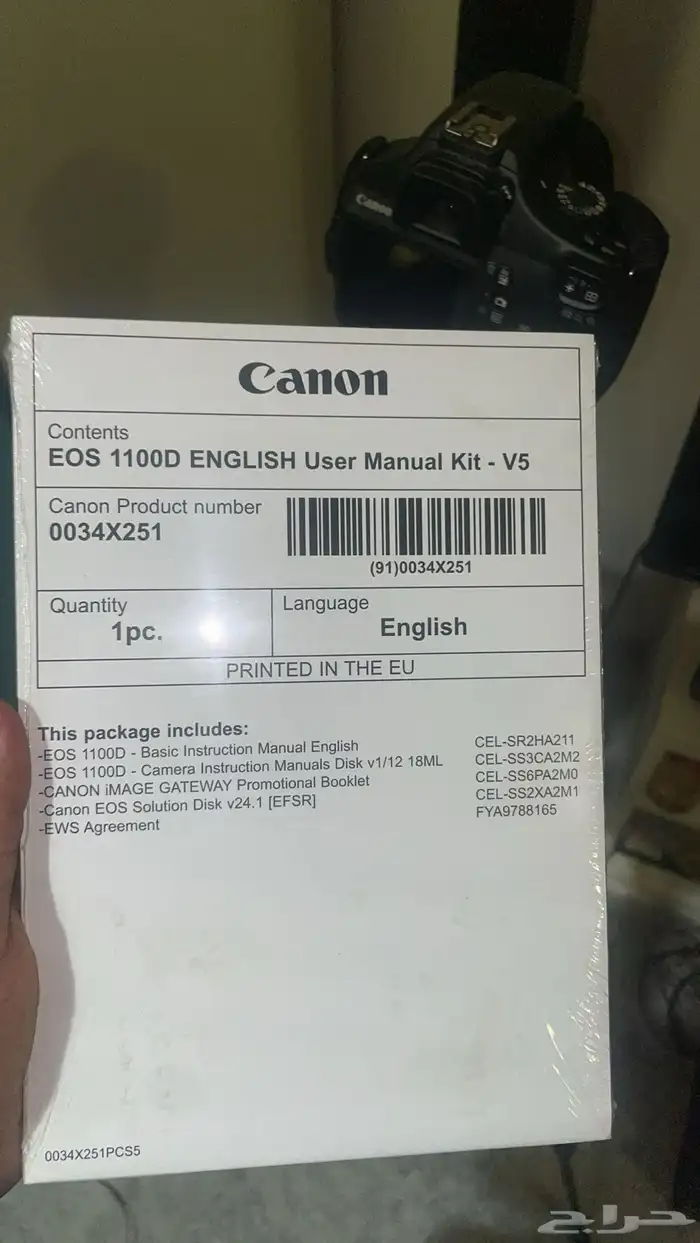 Canon
Canon
Contents
EOS 1100D ENGLISH User Manual Kit - V5
Canon Product number
0034X251
(91)0034X251
Quantity
1pc.
Language
English
PRINTED IN THE EU
This package includes:
-EOS 1100D - Basic Instruction Manual English CEL-SR2HA211
-EOS 1100D - Camera Instruction Manuals Disk v1/12 18ML CEL-SS3CA2M2
-CANON iMAGE GATEWAY Promotional Booklet CEL-SS6PA2M0
-Canon EOS Solution Disk v24.1 [EFSR] CEL-SS2XA2M1
-EWS Agreement FYA9788165
0034X251PCS5
حراج